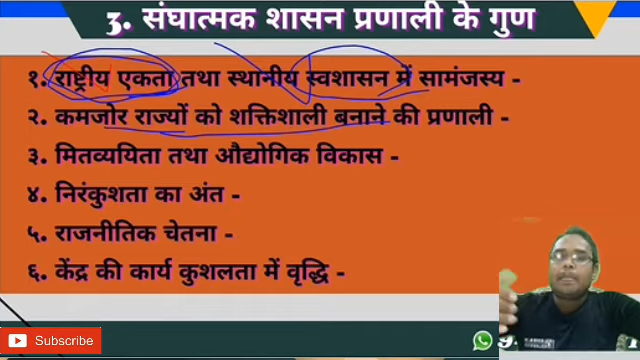 3. संघात्मक शासन प्रणाली के गुण
१. राष्ट्रीय एकता तथा स्थानीय स्वशासन में सामंजस्य -
२. कमजोर राज्यों को शक्तिशाली बनाने की प्रणाली -
३. मितव्ययिता तथा औद्योगिक विकास -
४. निरंकुशता का अंत -
५. राजनीतिक चेतना -
६. केंद्र की कार्य कुशलता में वृद्धि -
Subscribe